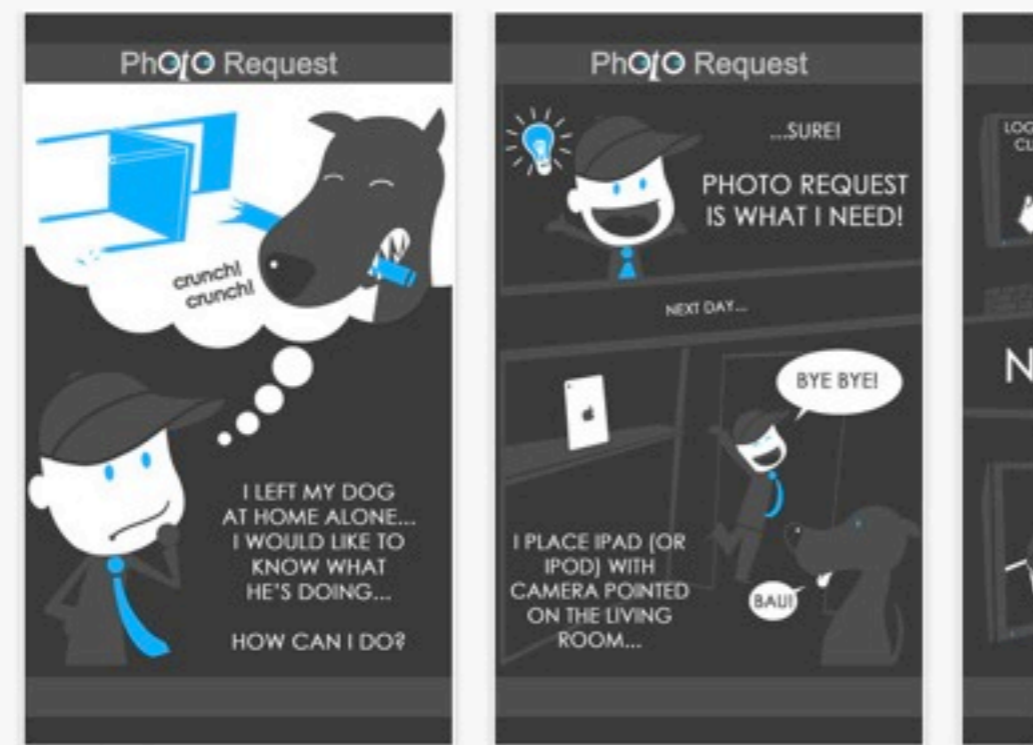 Photo Request
crunch!
crunch!
I LEFT MY DOG
AT HOME ALONE...
I WOULD LIKE TO
KNOW WHAT
HE'S DOING...
HOW CAN I DO?
Photo Request
...SURE!
PHOTO REQUEST
IS WHAT I NEED!
NEXT DAY...
BYE BYE!
I PLACE IPAD (OR
IPOD) WITH
CAMERA POINTED
ON THE LIVING
ROOM...
BAU!